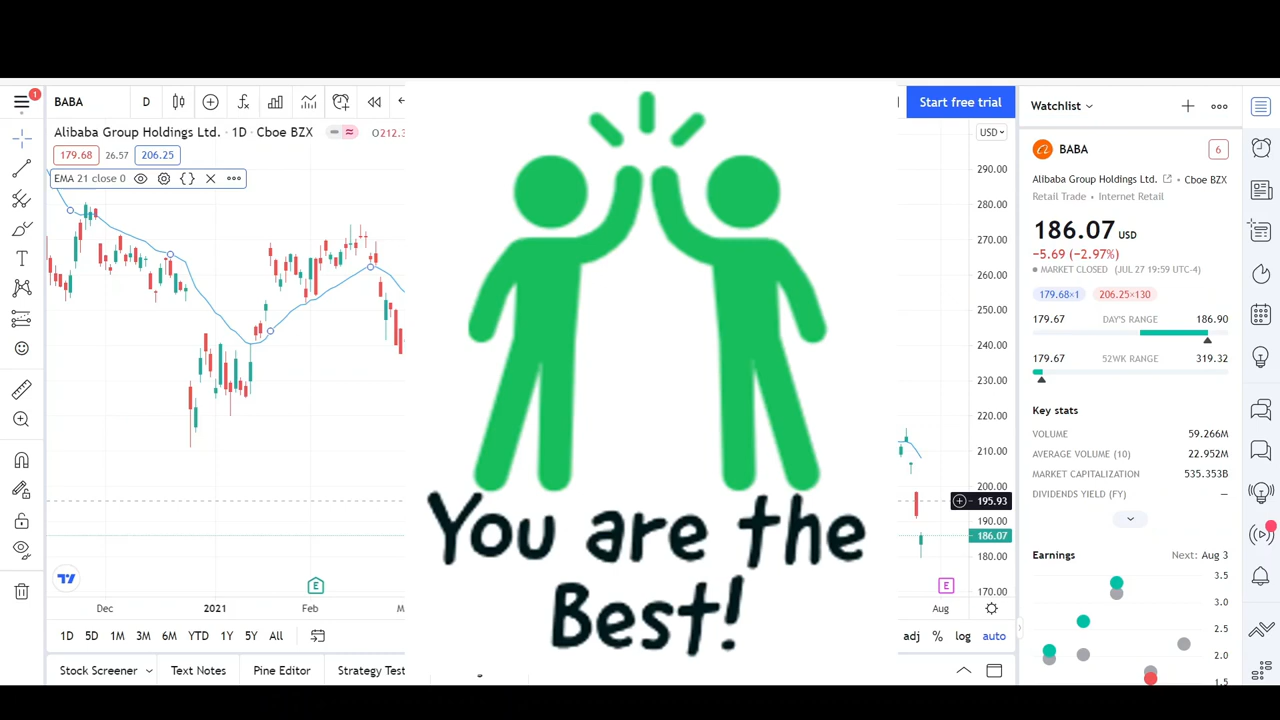 1
BABA
D
Start free trial
Watchlist
Alibaba Group Holdings Ltd. · 1D · Cboe BZX
O212.3
USD
179.68 26.57 206.25
EMA 21 close 0
290.00
280.00
270.00
260.00
250.00
240.00
230.00
220.00
210.00
200.00
195.93
190.00
186.07
180.00
170.00
You are the
Best!
E
E
Dec 2021 Feb
Aug
1D 5D 1M 3M 6M YTD 1Y 5Y All
adj % log auto
Stock Screener Text Notes Pine Editor
BABA
6
Alibaba Group Holdings Ltd. • Cboe BZX
Retail Trade • Internet Retail
186.07 USD
−5.69 (−2.97%)
MARKET CLOSED (JUL 27 19:59 UTC-4)
179.68×1 206.25×130
179.67 DAY'S RANGE 186.90
179.67 52WK RANGE 319.32
Key stats
VOLUME 59.266M
AVERAGE VOLUME (10) 22.952M
MARKET CAPITALIZATION 535.353B
DIVIDENDS YIELD (FY) —
Earnings Next: Aug 3
3.5
3.0
2.5
2.0
1.5